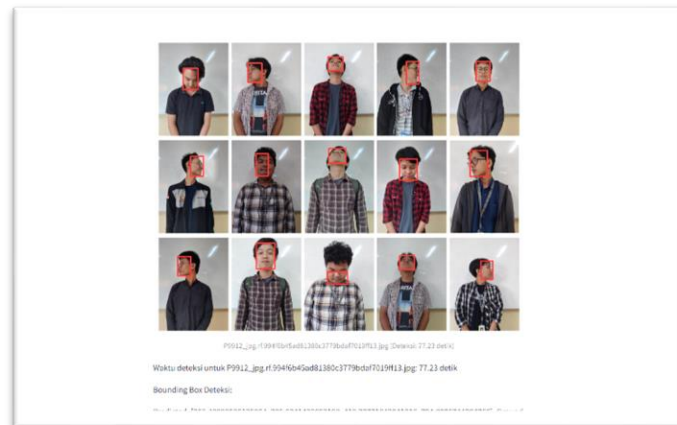 P9912_jpg.rf.994f6b45ad81380c3779bdaf7019ff13.jpg (Deteksi: 77.23 detik)
Waktu deteksi untuk P9912_jpg.rf.994f6b45ad81380c3779bdaf7019ff13.jpg: 77.23 detik
Bounding Box Deteksi: